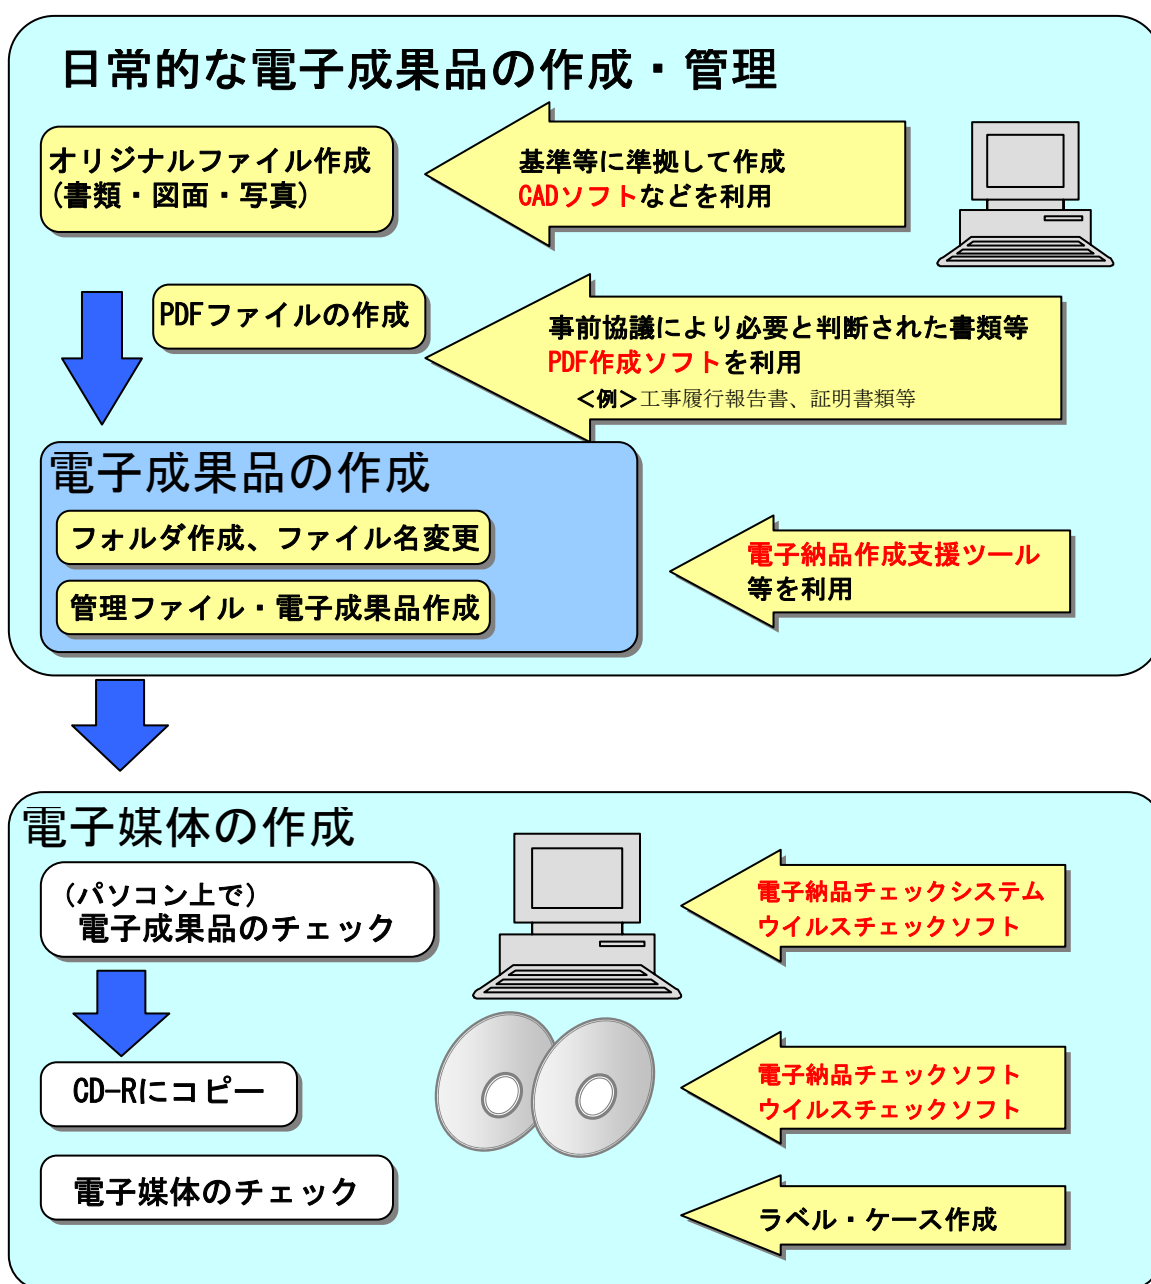 日常的な電子成果品の作成・管理
オリジナルファイル作成
(書類・図面・写真)
基準等に準拠して作成
CADソフトなどを利用
PDFファイルの作成
事前協議により必要と判断された書類等
PDF作成ソフトを利用
<例>工事履行報告書、証明書類等
電子成果品の作成
フォルダ作成、ファイル名変更
管理ファイル・電子成果品作成
電子納品作成支援ツール
等を利用
電子媒体の作成
(パソコン上で)
電子成果品のチェック
電子納品チェックシステム
ウイルスチェックソフト
CD-Rにコピー
電子納品チェックソフト
ウイルスチェックソフト
電子媒体のチェック
ラベル・ケース作成